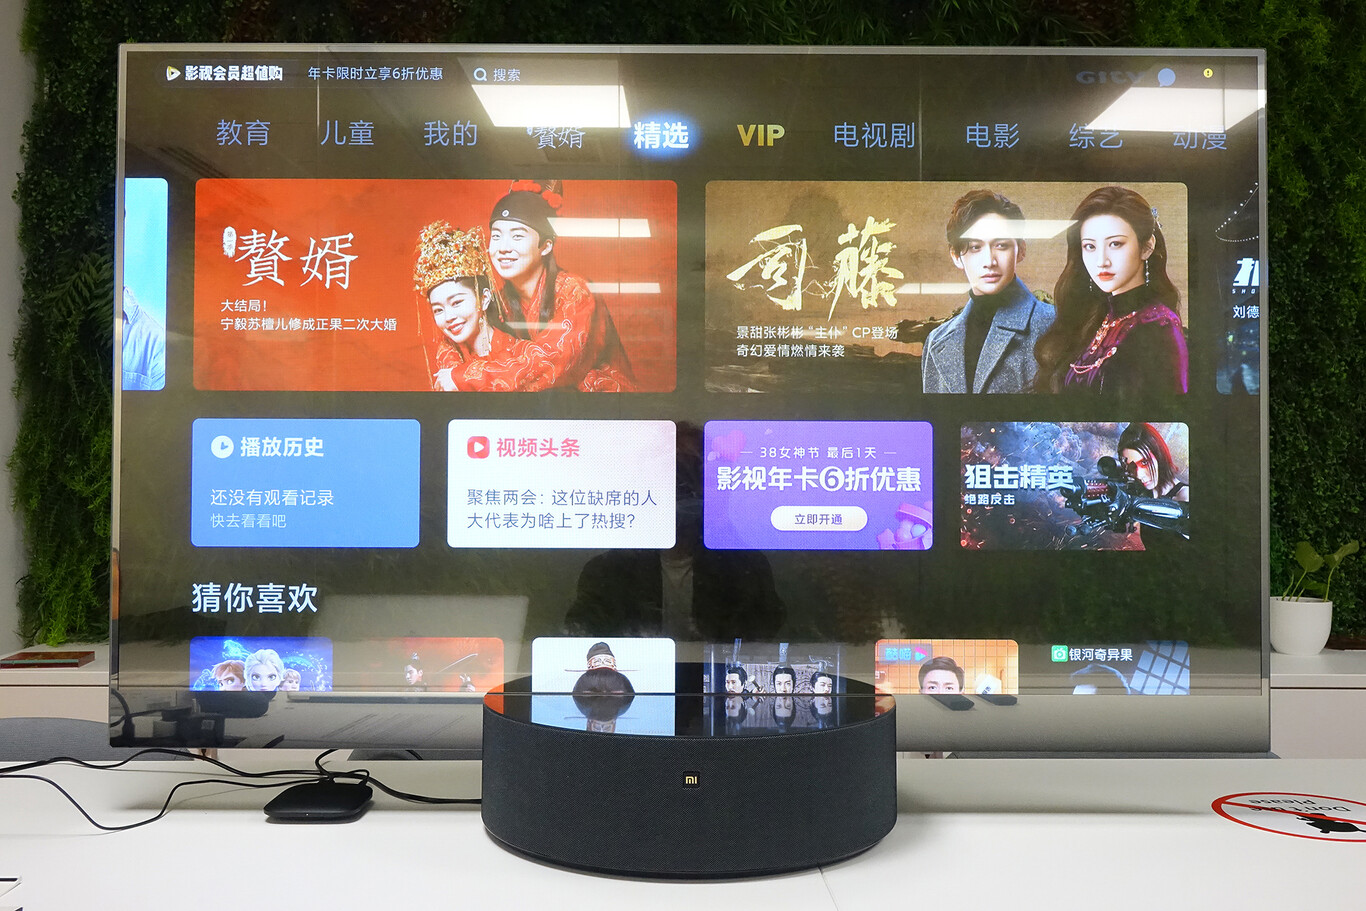 影视会员超值购
年卡限时立享6折优惠
搜索
教育
儿童
我的
赘婿
精选
VIP
电视剧
电影
综艺
动漫
赘婿
大结局！
宁毅苏檀儿修成正果二次大婚
司藤
景甜张彬彬“主仆”CP登场
奇幻爱情燃情来袭
刘德
播放历史
还没有观看记录
快去看看吧
视频头条
聚焦两会：这位缺席的人
大代表为啥上了热搜？
38女神节 最后1天
影视年卡6折优惠
立即开通
狙击精英
绝路反击
猜你喜欢
酷喵
银河奇异果
mi
Please
Don't